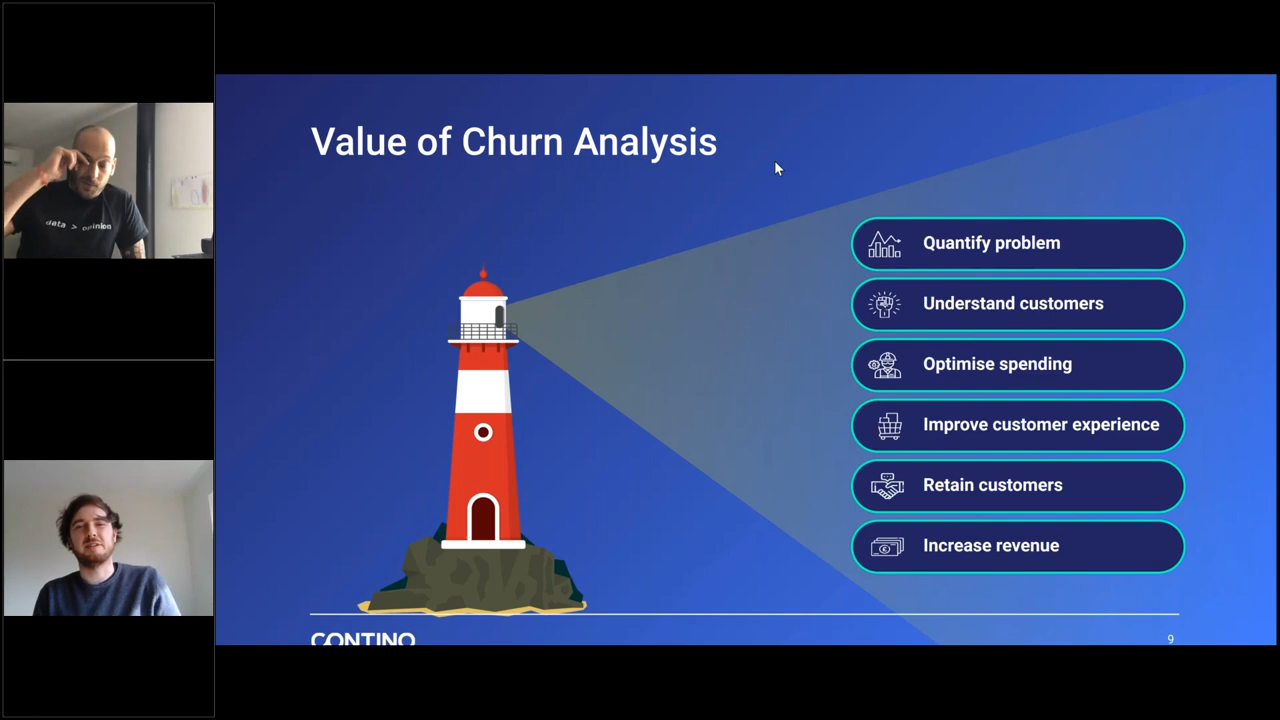 data > opinion
Value of Churn Analysis
Quantify problem
Understand customers
Optimise spending
Improve customer experience
Retain customers
€
Increase revenue
CONTINO
9